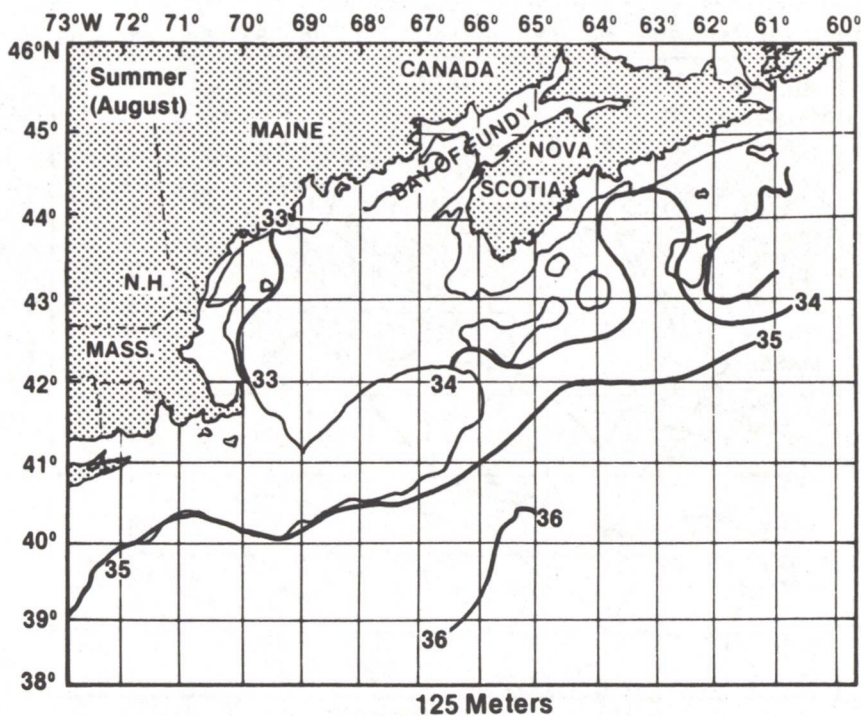 73°W 72° 71° 70° 69° 68° 67° 66° 65° 64° 63° 62° 61° 60°
46°N
Summer
(August)
CANADA
45°
MAINE
BAY OF FUNDY
NOVA
SCOTIA
44°
33
N.H.
43°
34
MASS.
35
42°
33
34
41°
40°
36
35
39°
36
38°
125 Meters